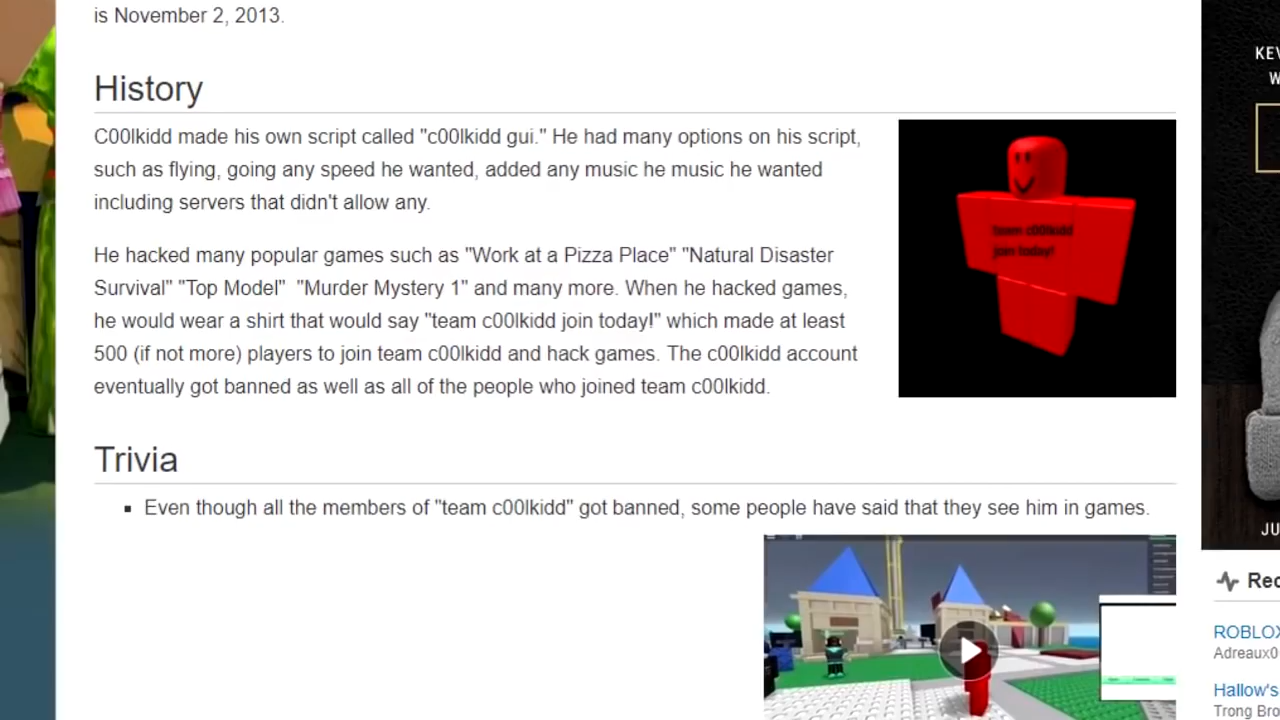 is November 2, 2013.
History
C00lkidd made his own script called "c00lkidd gui." He had many options on his script,
such as flying, going any speed he wanted, added any music he music he wanted
including servers that didn't allow any.
He hacked many popular games such as "Work at a Pizza Place" "Natural Disaster
Survival" "Top Model"  "Murder Mystery 1" and many more. When he hacked games,
he would wear a shirt that would say "team c00lkidd join today!" which made at least
500 (if not more) players to join team c00lkidd and hack games. The c00lkidd account
eventually got banned as well as all of the people who joined team c00lkidd.
team c00lkidd
join today!
Trivia
Even though all the members of "team c00lkidd" got banned, some people have said that they see him in games.
KEV
W
JU
Rec
ROBLOX
Adreaux0
Hallow's
Trong Bro